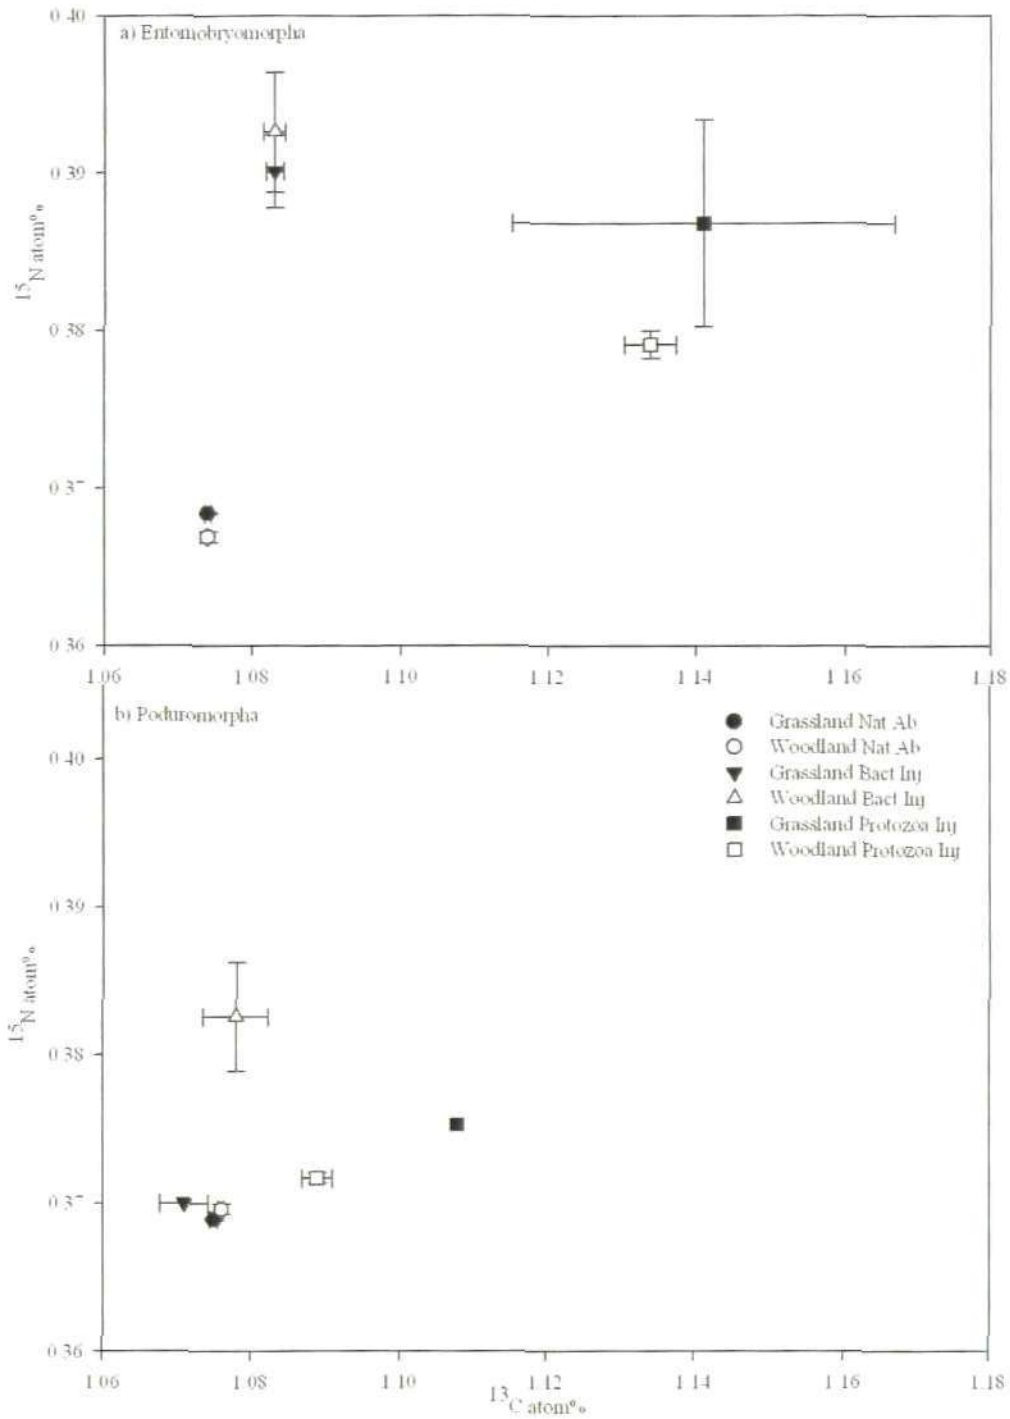 0.40
a) Entomobryomorpha
0.39
15N atom%
0.38
0.37
0.36
1.06 1.08 1.10 1.12 1.14 1.16 1.18
b) Poduromorpha
Grassland Nat Ab
Woodland Nat Ab
Grassland Bact Inj
Woodland Bact Inj
Grassland Protozoa Inj
Woodland Protozoa Inj
0.40
0.39
15N atom%
0.38
0.37
0.36
1.06 1.08 1.10 1.12 1.14 1.16 1.18
13C atom%